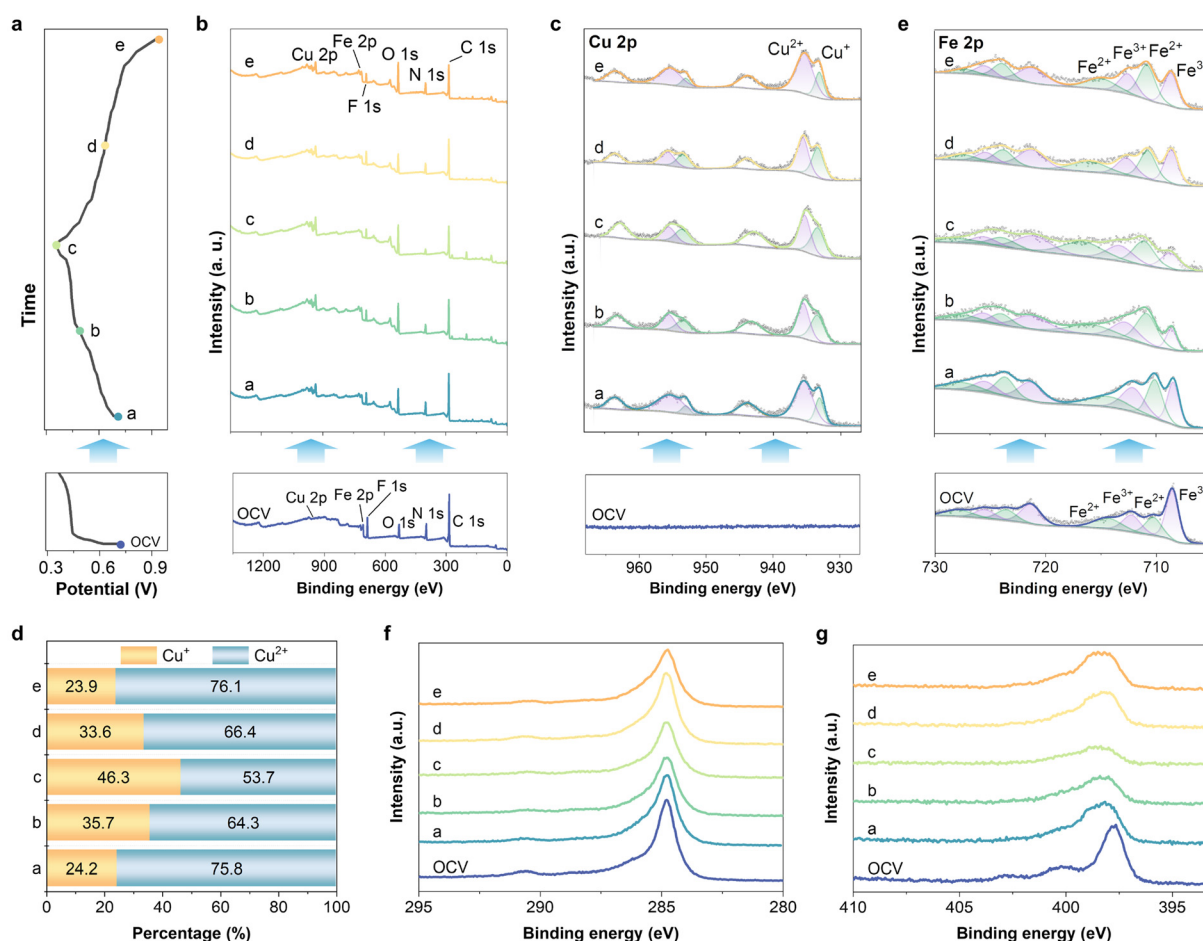 a
e
d
c
b
a
Time
OCV
0.3 0.6 0.9
Potential (V)
b
Cu 2p
Fe 2p
F 1s
O 1s
N 1s
C 1s
e
d
c
b
a
Intensity (a. u.)
OCV
Cu 2p
Fe 2p
F 1s
O 1s
N 1s
C 1s
1200 900 600 300 0
Binding energy (eV)
c
Cu 2p
Cu²⁺
Cu⁺
e
d
c
b
a
Intensity (a.u.)
960 950 940 930
Binding energy (eV)
e
Fe 2p
Fe²⁺
Fe³⁺
Fe²⁺
Fe³
e
d
c
b
a
Intensity (a.u.)
OCV
Fe²⁺
Fe³⁺
Fe²⁺
Fe³
730 720 710
Binding energy (eV)
d
Cu⁺ Cu²⁺
e 23.9 76.1
d 33.6 66.4
c 46.3 53.7
b 35.7 64.3
a 24.2 75.8
0 20 40 60 80 100
Percentage (%)
f
e
d
c
b
a
OCV
Intensity (a.u.)
295 290 285 280
Binding energy (eV)
g
e
d
c
b
a
OCV
Intensity (a.u.)
410 405 400 395
Binding energy (eV)